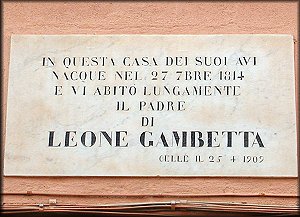 IN QUESTA CASA DEI SUOI AVI
NACQUE NEL 27 7BRE 1814
E VI ABITÒ LUNGAMENTE
IL PADRE
DI
LEONE GAMBETTA
CELLE IL 25 4 1909